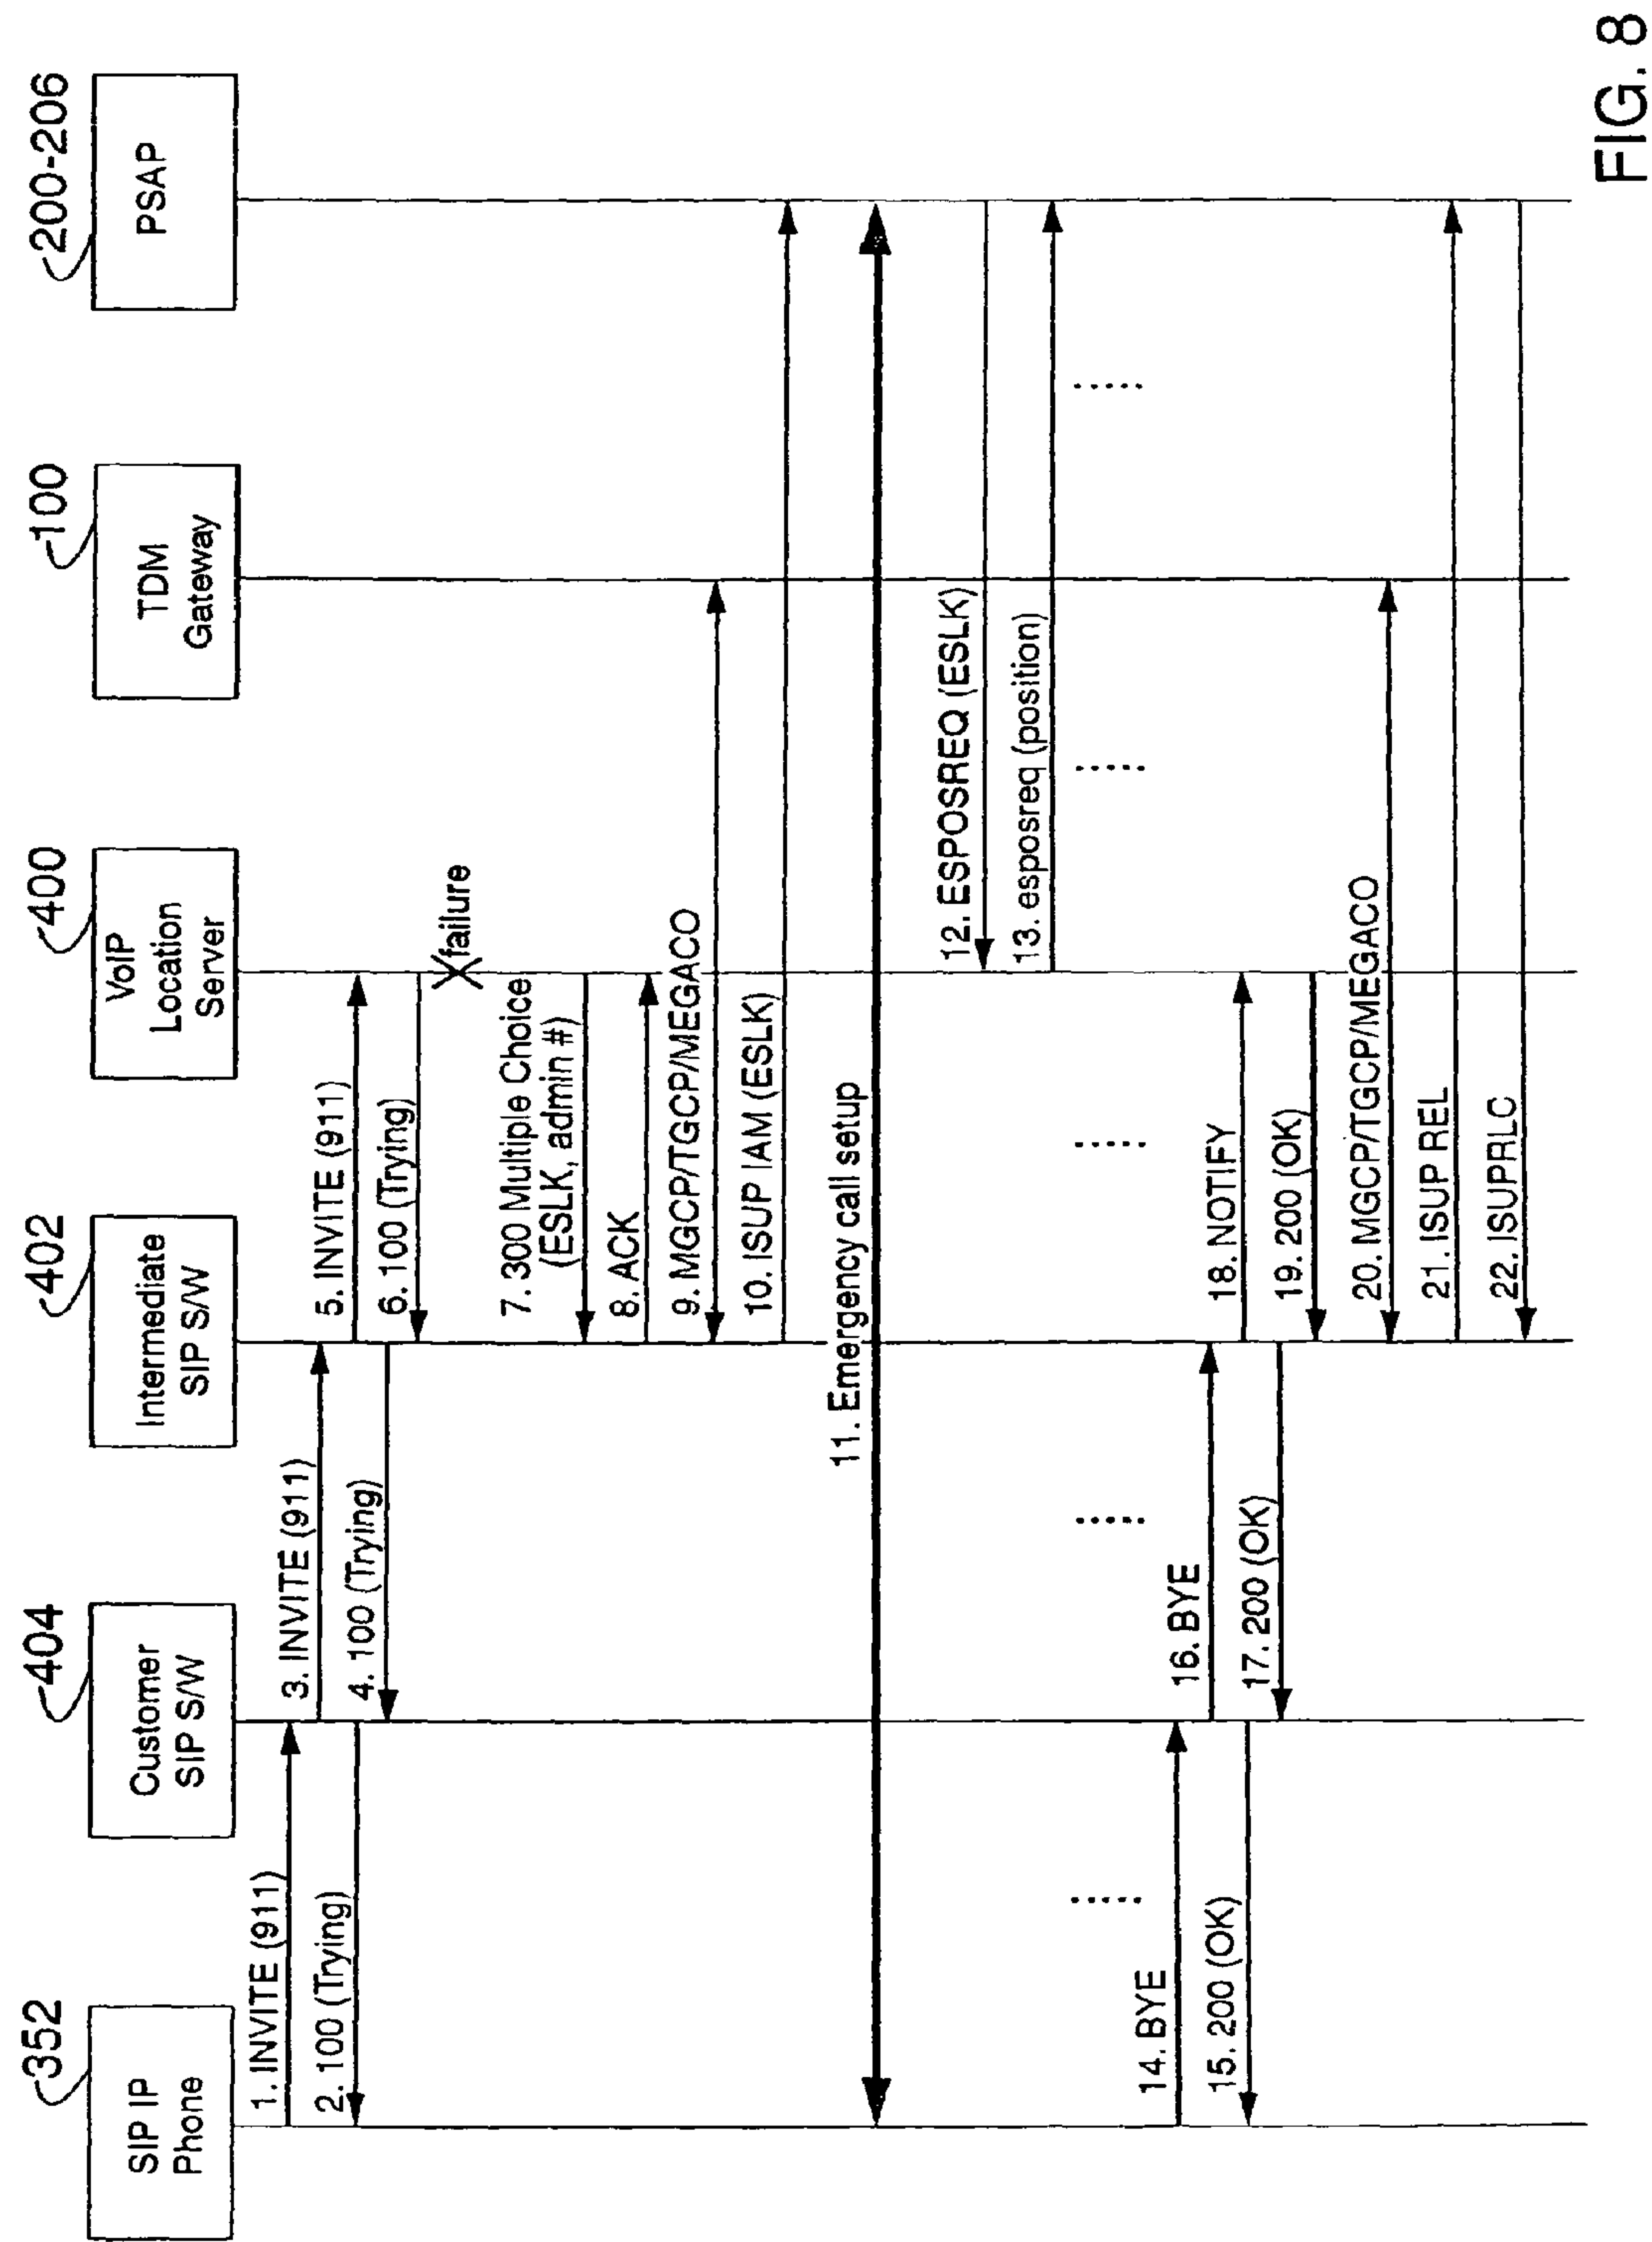 352
404
402
400
100
200-206
SIP IP
Phone
Customer
SIP S/W
Intermediate
SIP S/W
VoIP
Location
Server
TDM
Gateway
PSAP
1. INVITE (911)
2. 100 (Trying)
3. INVITE (911)
4. 100 (Trying)
5. INVITE (911)
6. 100 (Trying)
failure
7. 300 Multiple Choice
(ESLK, admin #)
8. ACK
9. MGCP/TGCP/MEGACO
10. ISUP IAM (ESLK)
11. Emergency call setup
12. ESPOSREQ (ESLK)
13. esposreq (position)
14. BYE
15. 200 (OK)
16. BYE
17. 200 (OK)
18. NOTIFY
19. 200 (OK)
20. MGCP/TGCP/MEGACO
21. ISUP REL
22. ISUPRLC
FIG. 8